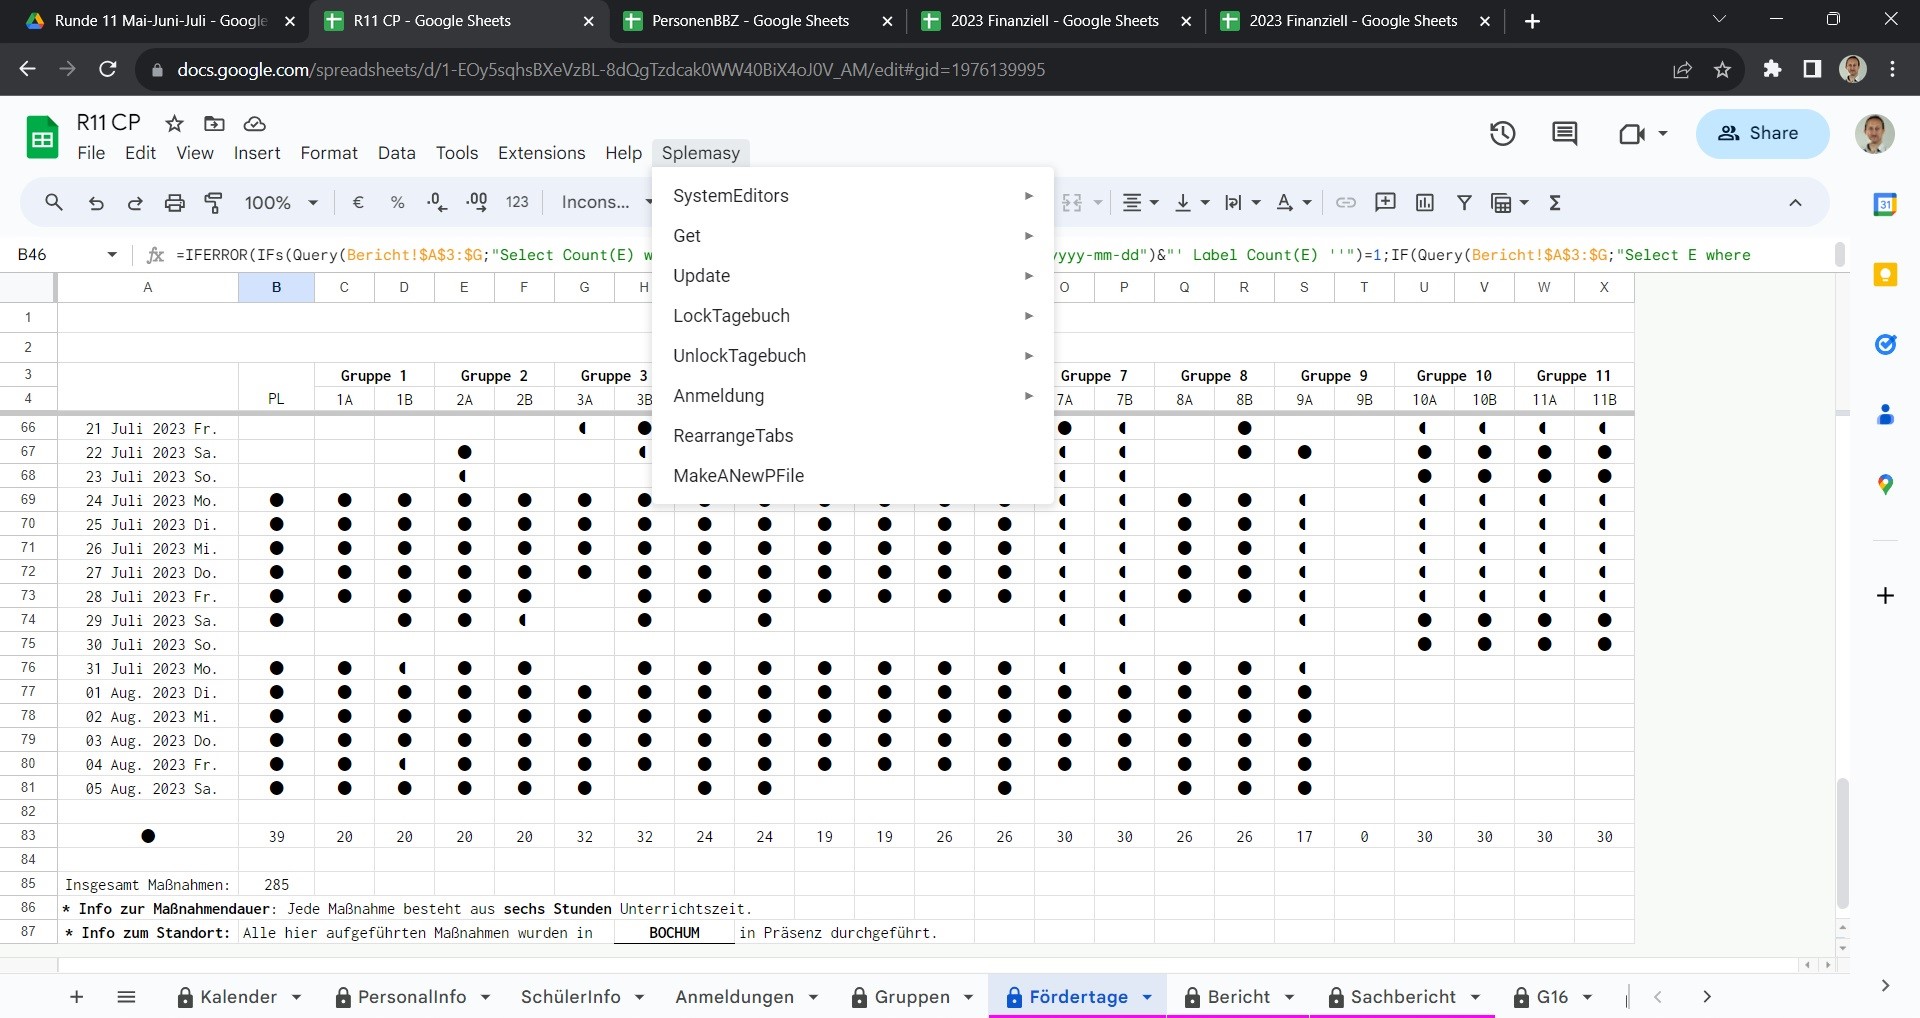 Runde 11 Mai-Juni-Juli - Google
R11 CP - Google Sheets
PersonenBBZ - Google Sheets
2023 Finanziell - Google Sheets
2023 Finanziell - Google Sheets
docs.google.com/spreadsheets/d/1-EOy5sqhsBXeVzBL-8dQgTzdcak0WW40BiX4oJ0V_AM/edit#gid=1976139995
R11 CP
Share
File Edit View Insert Format Data Tools Extensions Help Splemasy
100% € % .0 .00 123 Incons...
31
SystemEditors
Get
Update
LockTagebuch
UnlockTagebuch
Anmeldung
RearrangeTabs
MakeANewPFile
B46 fx =IFERROR(IFs(Query(Bericht!$A$3:$G;"Select Count(E) w yyy-mm-dd")&"' Label Count(E) ''")=1;IF(Query(Bericht!$A$3:$G;"Select E where
A B C D E F G H O P Q R S T U V W X
1
2
3 Gruppe 1 Gruppe 2 Gruppe 3 Gruppe 7 Gruppe 8 Gruppe 9 Gruppe 10 Gruppe 11
4 PL 1A 1B 2A 2B 3A 3B 7A 7B 8A 8B 9A 9B 10A 10B 11A 11B
66 21 Juli 2023 Fr.
67 22 Juli 2023 Sa.
68 23 Juli 2023 So.
69 24 Juli 2023 Mo.
70 25 Juli 2023 Di.
71 26 Juli 2023 Mi.
72 27 Juli 2023 Do.
73 28 Juli 2023 Fr.
74 29 Juli 2023 Sa.
75 30 Juli 2023 So.
76 31 Juli 2023 Mo.
77 01 Aug. 2023 Di.
78 02 Aug. 2023 Mi.
79 03 Aug. 2023 Do.
80 04 Aug. 2023 Fr.
81 05 Aug. 2023 Sa.
82
83 39 20 20 20 20 32 32 24 24 19 19 26 26 30 30 26 26 17 0 30 30 30 30
84
85 Insgesamt Maßnahmen: 285
86 * Info zur Maßnahmendauer: Jede Maßnahme besteht aus sechs Stunden Unterrichtszeit.
87 * Info zum Standort: Alle hier aufgeführten Maßnahmen wurden in BOCHUM in Präsenz durchgeführt.
Kalender PersonalInfo SchülerInfo Anmeldungen Gruppen Fördertage Bericht Sachbericht G16